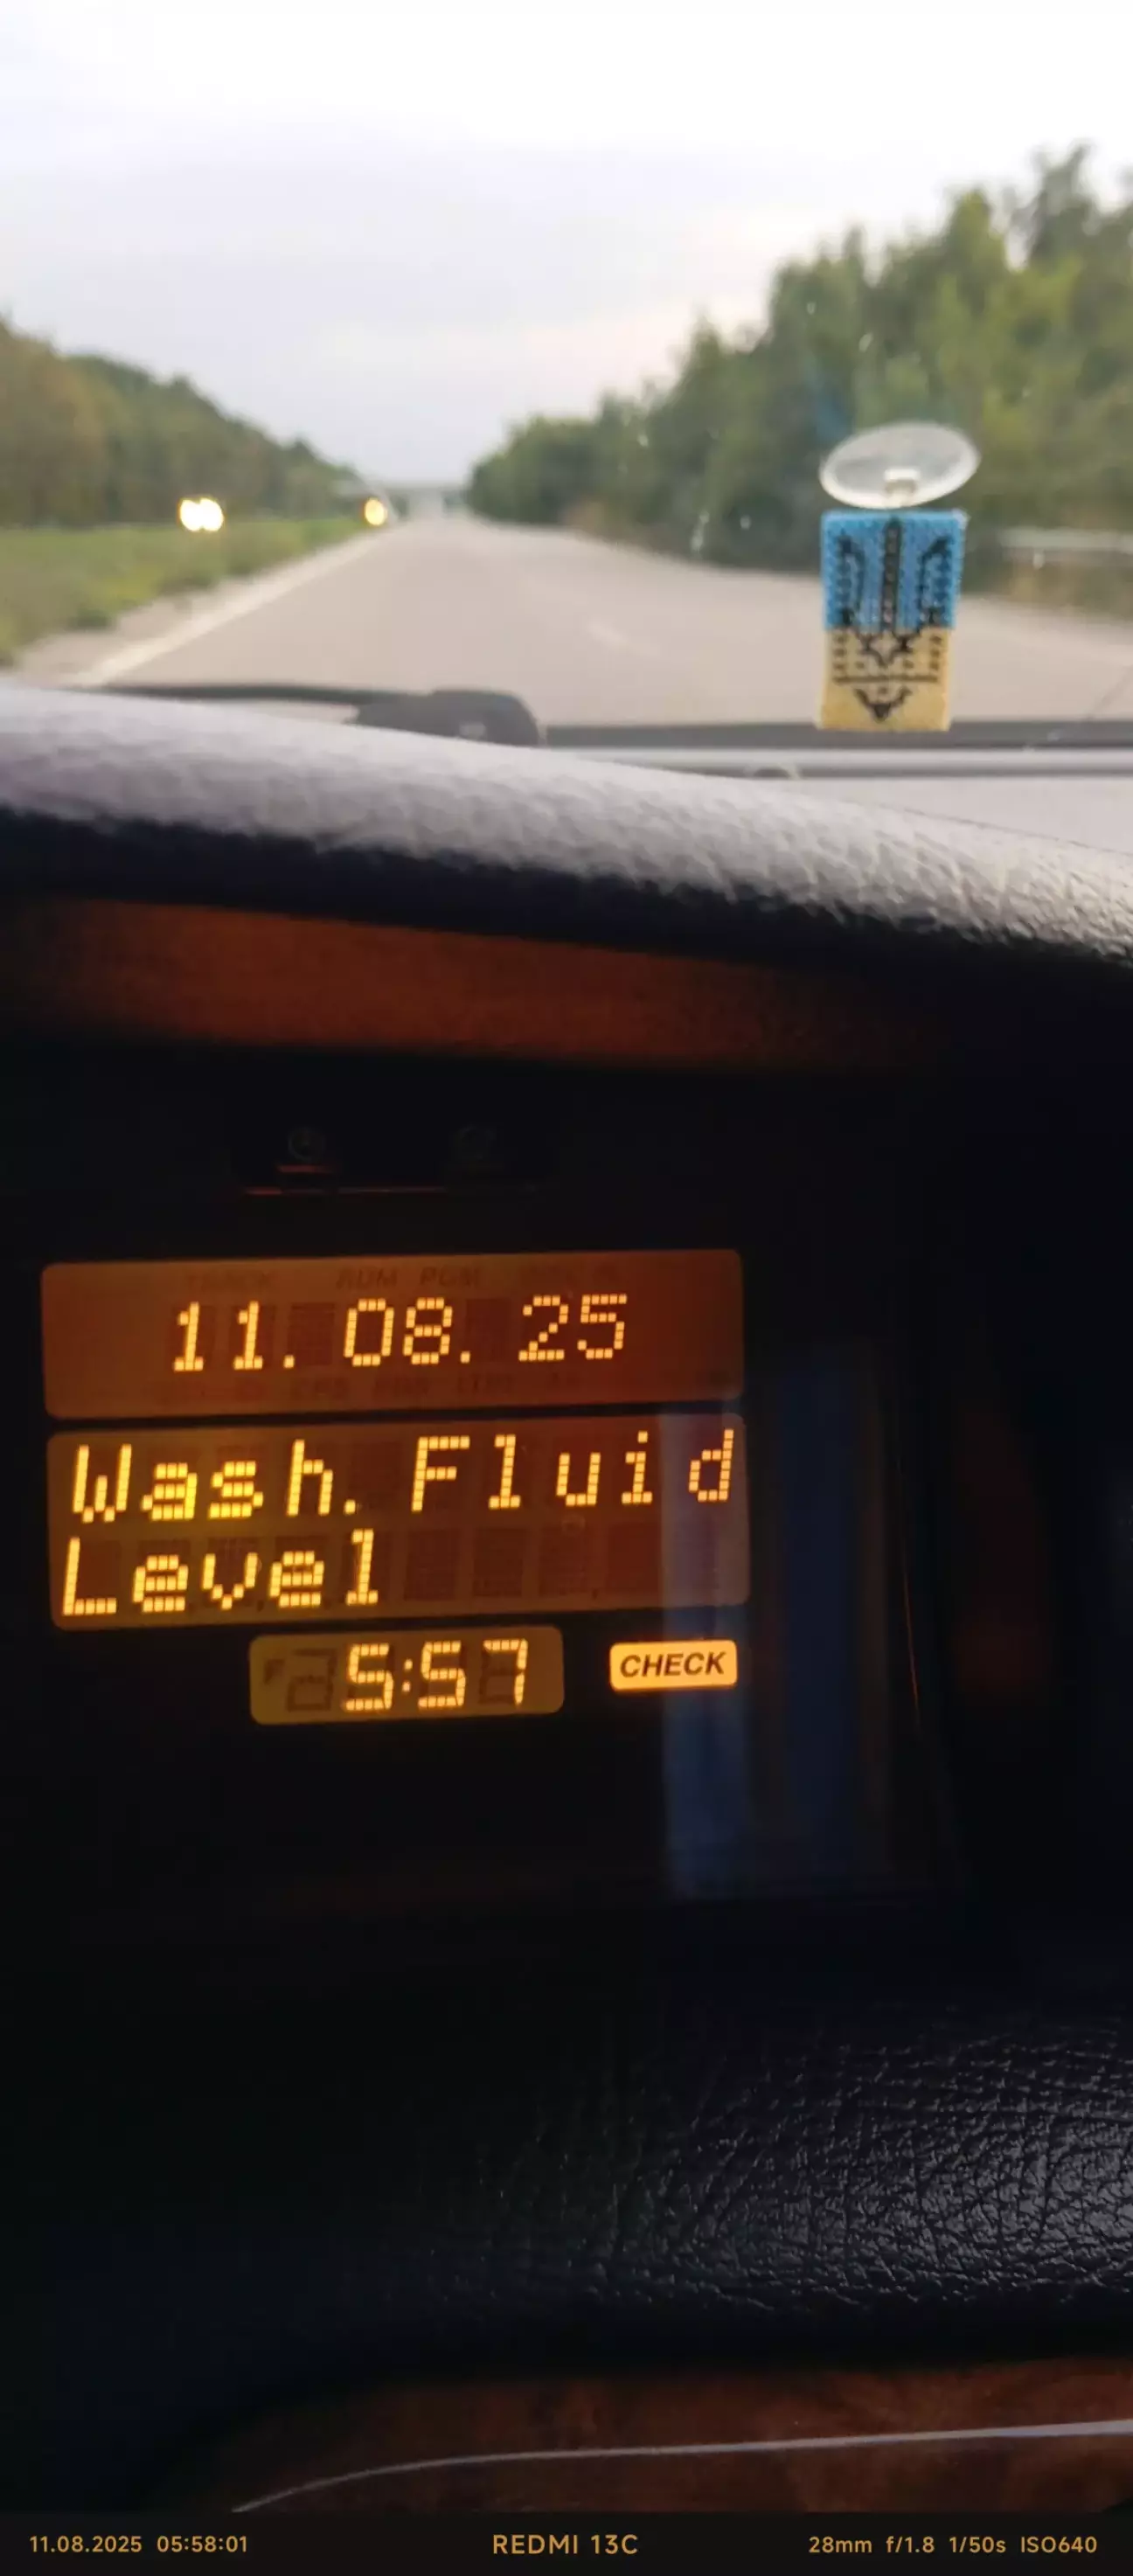 11.08.25
Wash.Fluid
Level
5:57
CHECK
11.08.2025 05:58:01
REDMI 13C
28mm f/1.8 1/50s ISO640